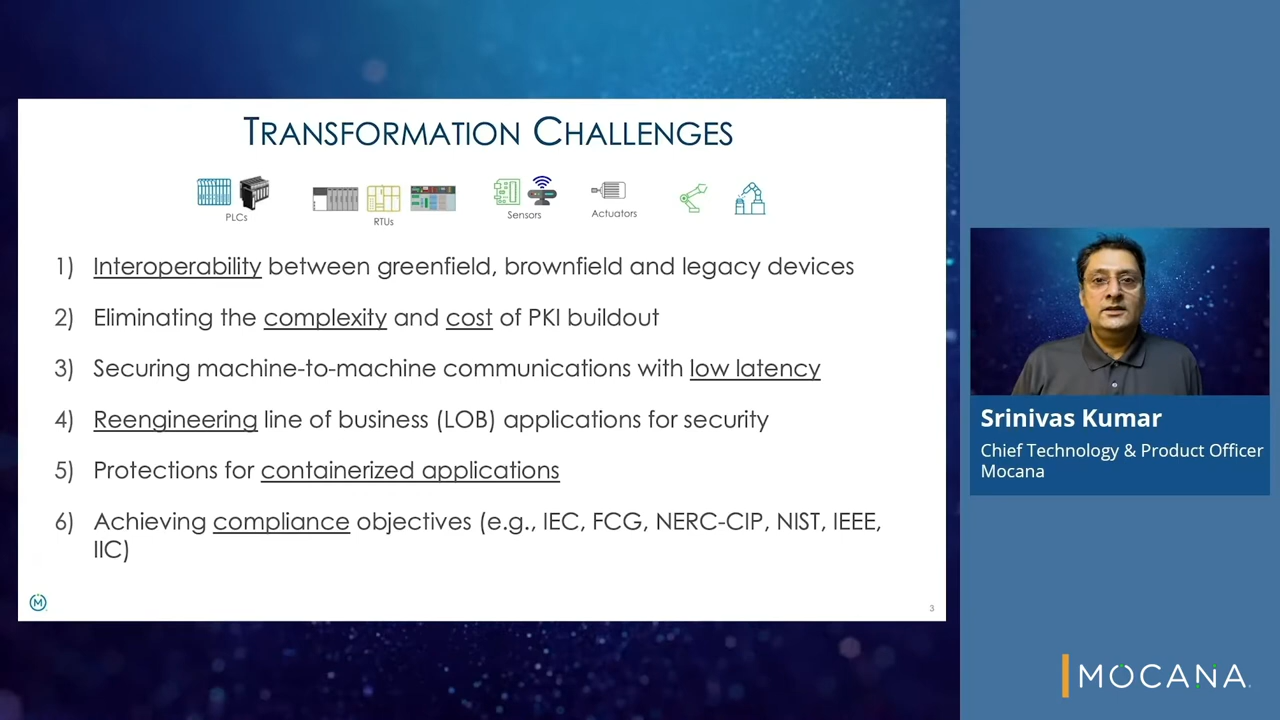 TRANSFORMATION CHALLENGES
PLCs
RTUs
Sensors
Actuators
1) Interoperability between greenfield, brownfield and legacy devices
2) Eliminating the complexity and cost of PKI buildout
3) Securing machine-to-machine communications with low latency
4) Reengineering line of business (LOB) applications for security
5) Protections for containerized applications
6) Achieving compliance objectives (e.g., IEC, FCG, NERC-CIP, NIST, IEEE,
IIC)
M
3
Srinivas Kumar
Chief Technology & Product Officer
Mocana
MOCANA